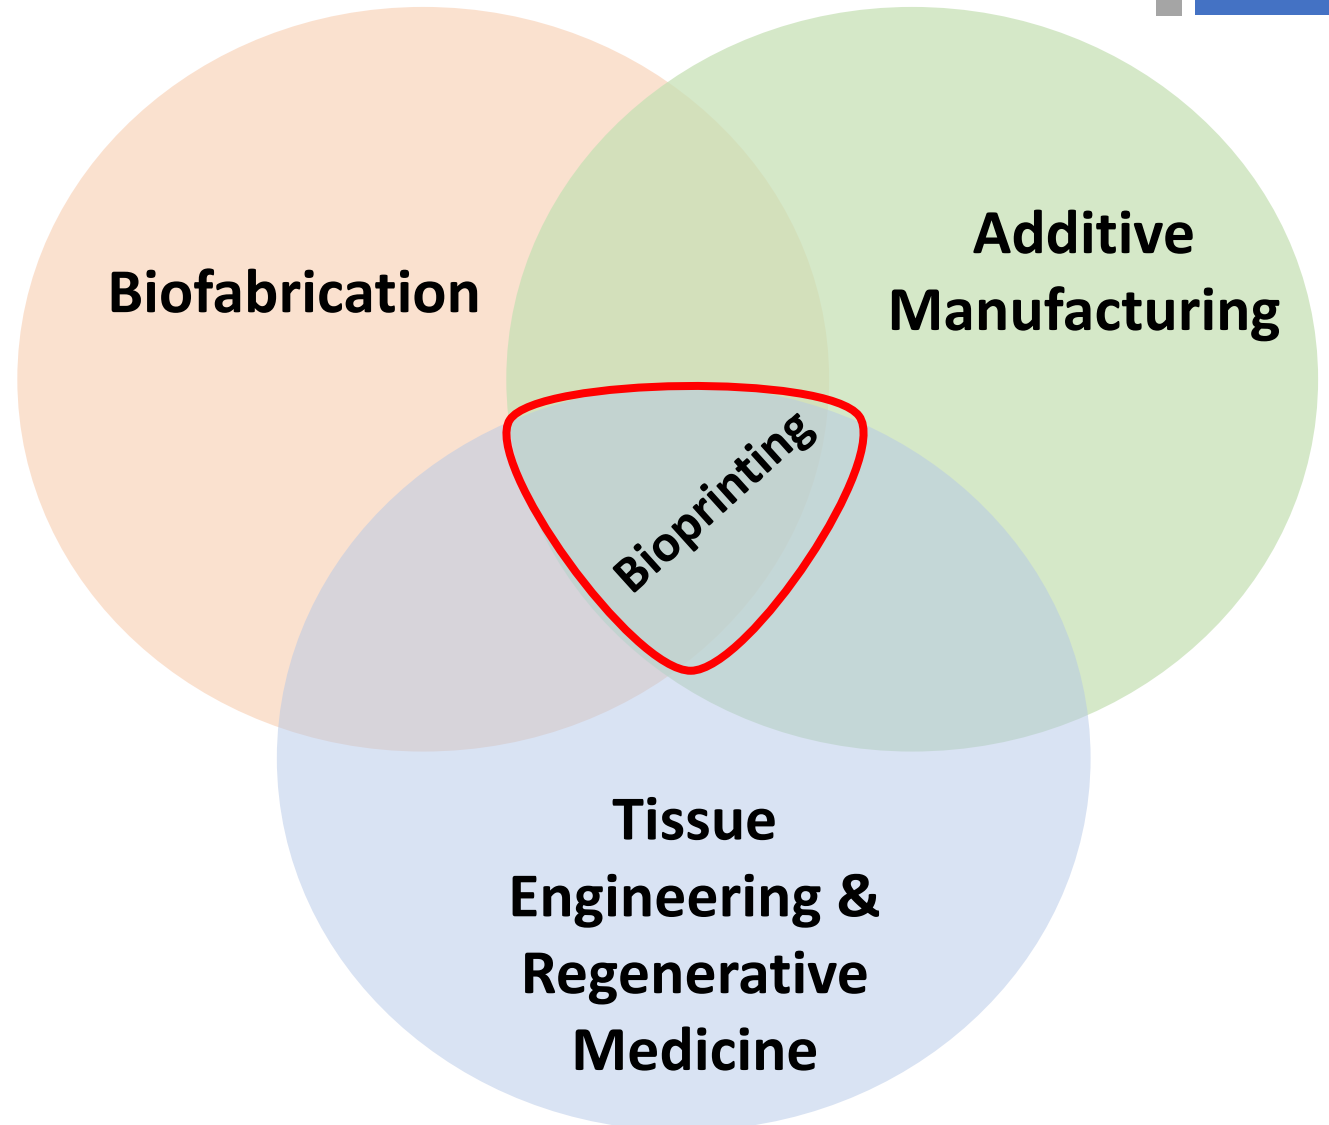 Biofabrication
Additive
Manufacturing
Bioprinting
Tissue
Engineering &
Regenerative
Medicine